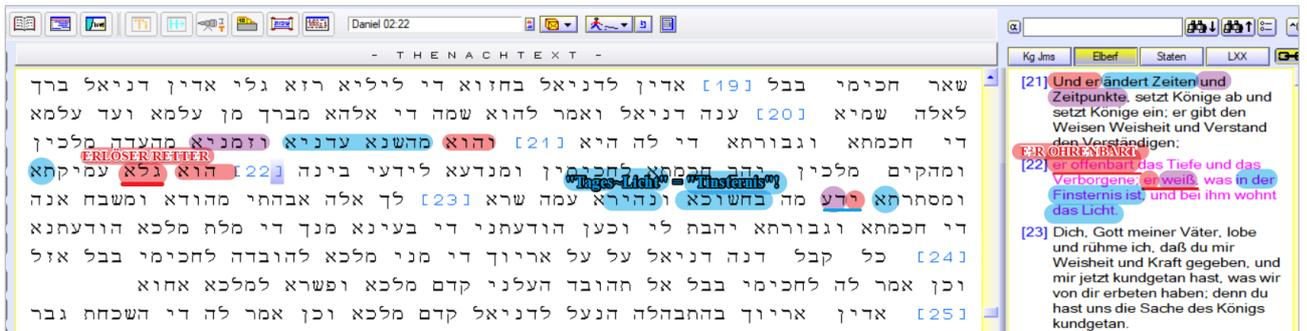 Daniel 02:22
- THENACHTEXT -
שאר חכימי בבל [19] אדין לדניאל בחזוא די ליליא רזא גלי אדין דניאל ברך
לאלה שמיא [20] ענה דניאל ואמר להוא שמה די אלהא מברך מן עלמא ועד עלמא
די חכמתא וגבורתא די לה היא [21] והוא מהשנא עדניא וזמניא מהעדה מלכין
ERLÖSER/RETTER
ומהקים מלכין יהב חכמתא לחכימין ומנדעא לידעי בינה [22] הוא גלא עמיקתא
"Tages~Licht" = "Finsternis"!
ומסתרתא ידע מה בחשוכא ונהירא עמה שרא [23] לך אלה אבהתי מהודא ומשבח אנה
די חכמתא וגבורתא יהבת לי וכען הודעתני די בעינא מנך די מלת מלכא הודעתנא
[24] כל קבל דנה דניאל על על אריוך די מני מלכא להובדה לחכימי בבל אזל
וכן אמר לה לחכימי בבל אל תהובד העלני קדם מלכא ופשרא למלכא אחוא
[25] אדין אריוך בהתבהלה הנעל לדניאל קדם מלכא וכן אמר לה די השכחת גבר
Kg Jms Elberf Staten LXX
[21] Und er ändert Zeiten und
Zeitpunkte, setzt Könige ab und
setzt Könige ein; er gibt den
Weisen Weisheit und Verstand
den Verständigen;
E²R OHRENBART
[22] er offenbart das Tiefe und das
Verborgene; er weiß, was in der
Finsternis ist, und bei ihm wohnt
das Licht.
[23] Dich, Gott meiner Väter, lobe
und rühme ich, daß du mir
Weisheit und Kraft gegeben, und
mir jetzt kundgetan hast, was wir
von dir erbeten haben; denn du
hast uns die Sache des Königs
kundgetan.